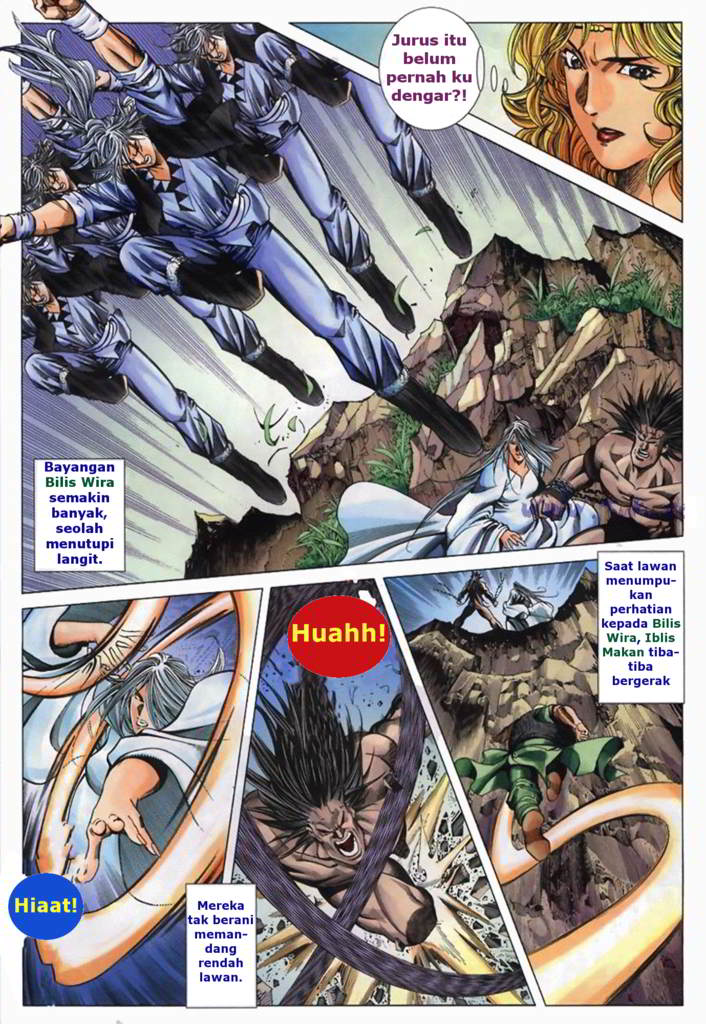 Jurus itu
belum
pernah ku
dengar?!
Bayangan
Bilis Wira
semakin
banyak,
seolah
menutupi
langit.
Saat lawan
menumpu-
kan
perhatian
kepada Bilis
Wira, Iblis
Makan tiba-
tiba
bergerak
Huahh!
Hiaat!
Mereka
tak berani
meman-
dang
rendah
lawan.